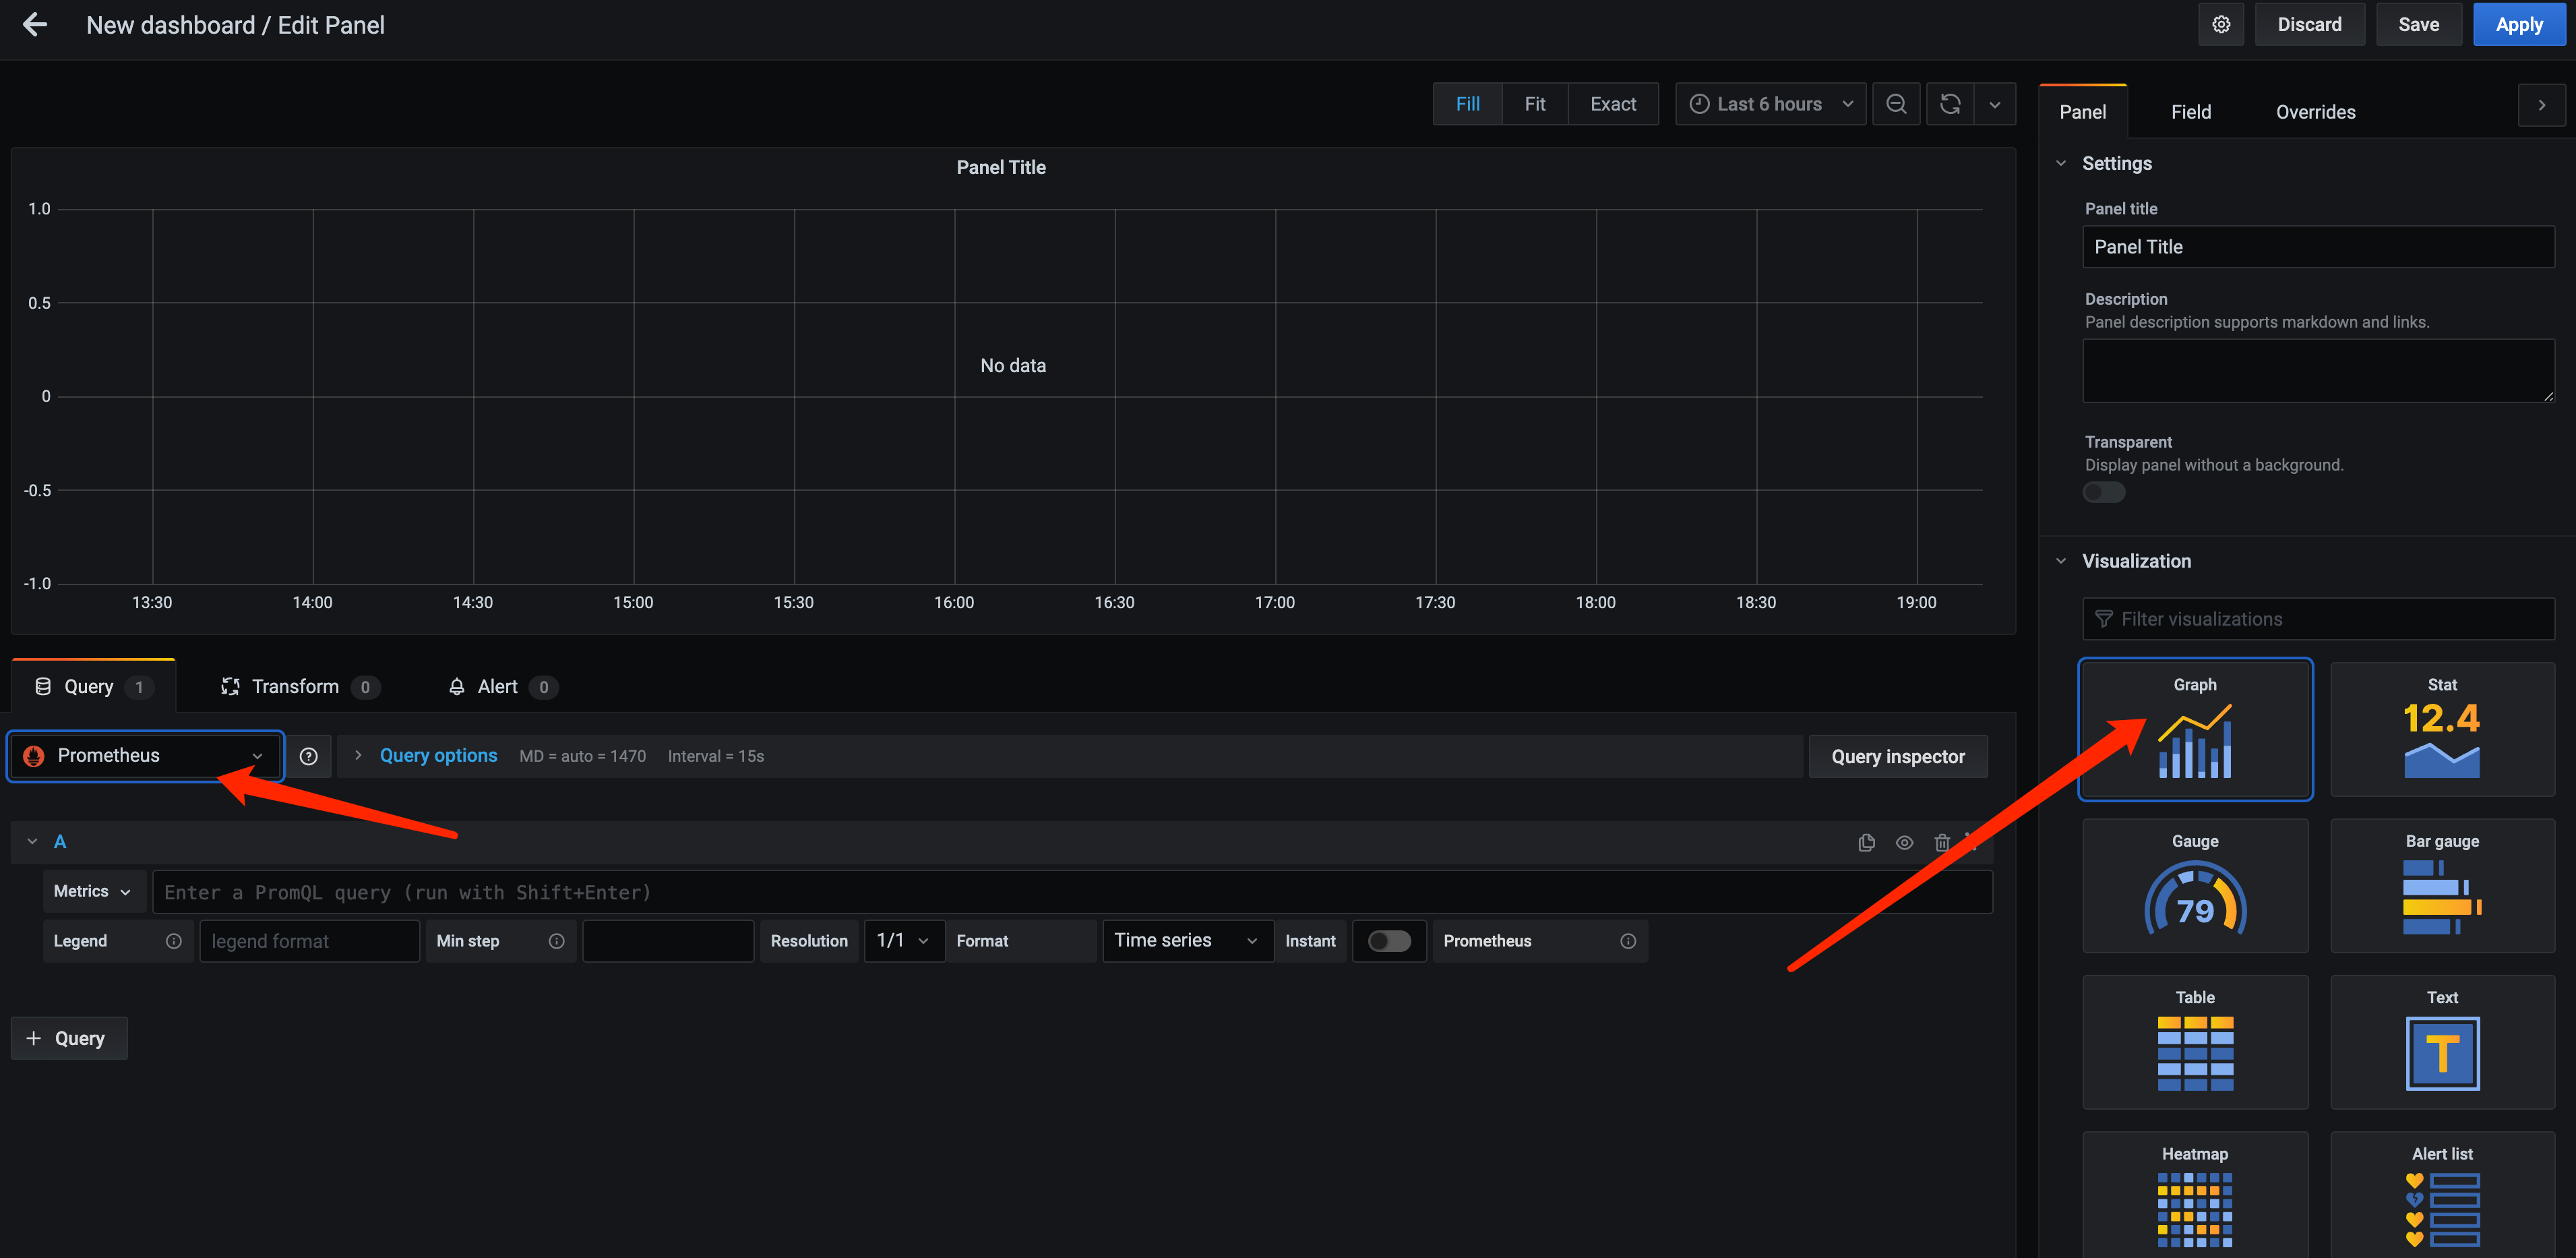 New dashboard / Edit Panel
Discard
Save
Apply
Fill
Fit
Exact
Last 6 hours
Panel Title
1.0
0.5
0
-0.5
-1.0
No data
13:30
14:00
14:30
15:00
15:30
16:00
16:30
17:00
17:30
18:00
18:30
19:00
Query 1
Transform 0
Alert 0
Prometheus
Query options
MD = auto = 1470
Interval = 15s
Query inspector
A
Metrics
Enter a PromQL query (run with Shift+Enter)
Legend
legend format
Min step
Resolution
1/1
Format
Time series
Instant
Prometheus
+ Query
Panel
Field
Overrides
Settings
Panel title
Panel Title
Description
Panel description supports markdown and links.
Transparent
Display panel without a background.
Visualization
Filter visualizations
Graph
Stat
12.4
Gauge
79
Bar gauge
Table
Text
T
Heatmap
Alert list